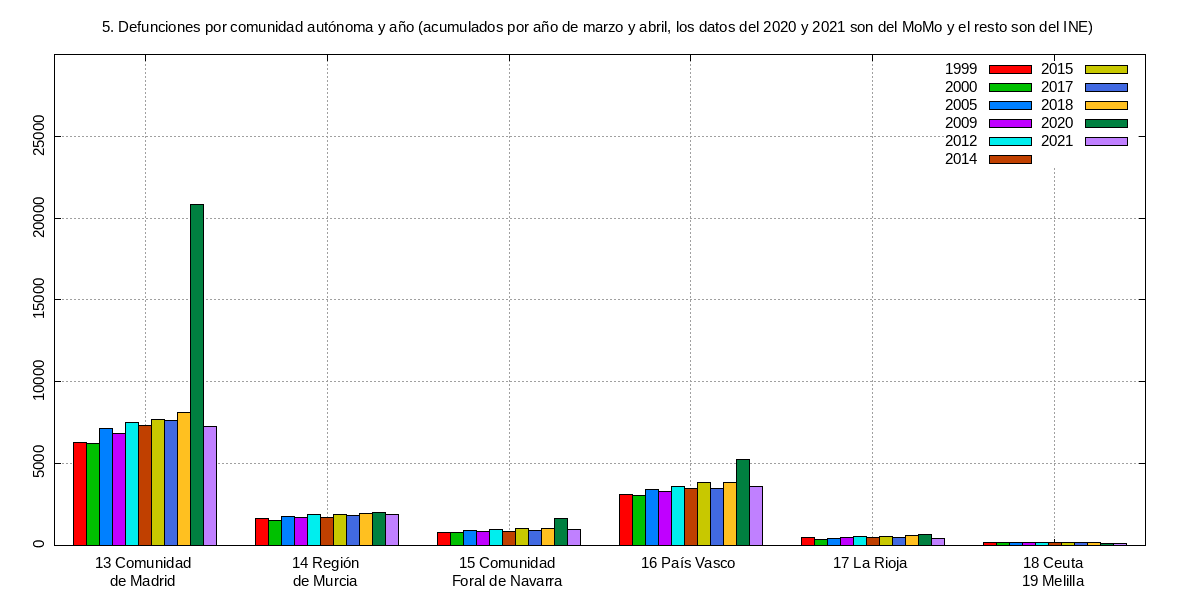 5. Defunciones por comunidad autónoma y año (acumulados por año de marzo y abril, los datos del 2020 y 2021 son del MoMo y el resto son del INE)
1999 2015
2000 2017
2005 2018
2009 2020
2012 2021
2014
25000
20000
15000
10000
5000
0
13 Comunidad
de Madrid
14 Región
de Murcia
15 Comunidad
Foral de Navarra
16 País Vasco
17 La Rioja
18 Ceuta
19 Melilla